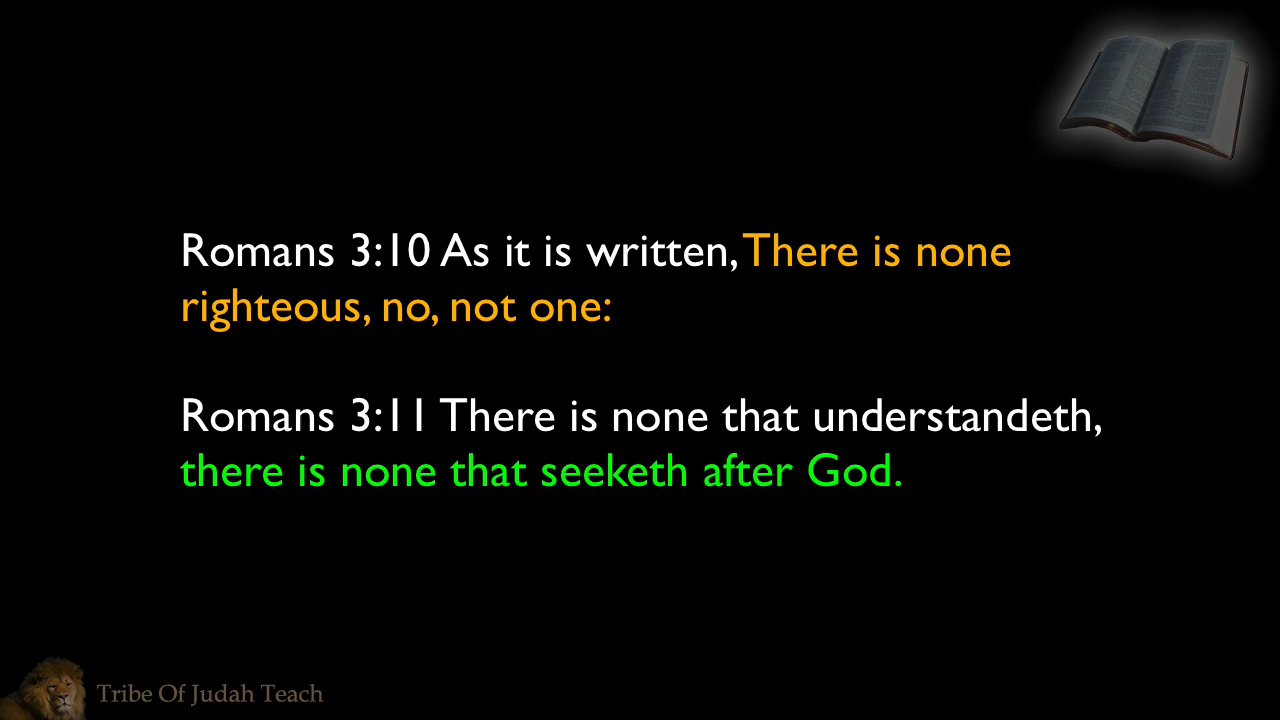 Romans 3:10 As it is written, There is none
righteous, no, not one:
Romans 3:11 There is none that understandeth,
there is none that seeketh after God.
Tribe Of Judah Teach